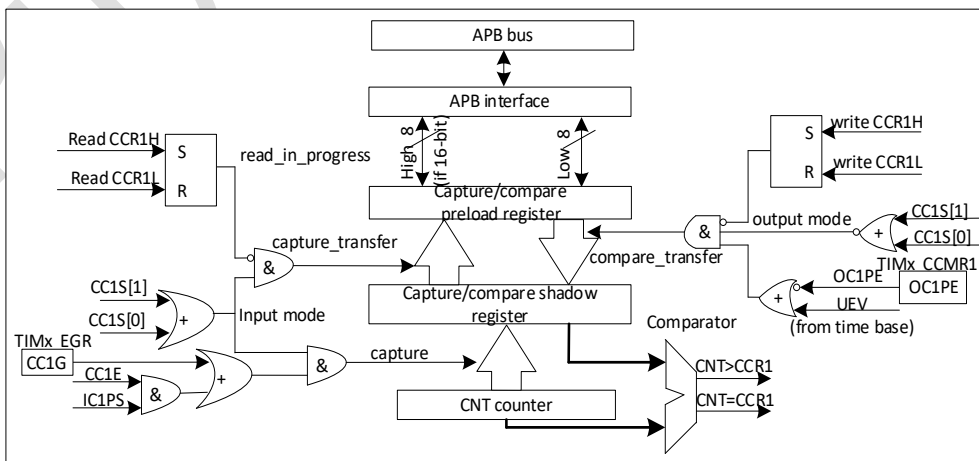 APB bus
APB interface
High 8
(if 16-bit)
Low 8
Read CCR1H
Read CCR1L
S
R
read_in_progress
write CCR1H
write CCR1L
S
R
Capture/compare
preload register
&
capture_transfer
&
output mode
compare_transfer
+
CC1S[1]
CC1S[0]
TIMx_CCMR1
OC1PE
OC1PE
UEV
(from time base)
+
CC1S[1]
CC1S[0]
+
Input mode
Capture/compare shadow
register
Comparator
TIMx_EGR
CC1G
CC1E
IC1PS
&
+
&
capture
CNT counter
CNT>CCR1
CNT=CCR1